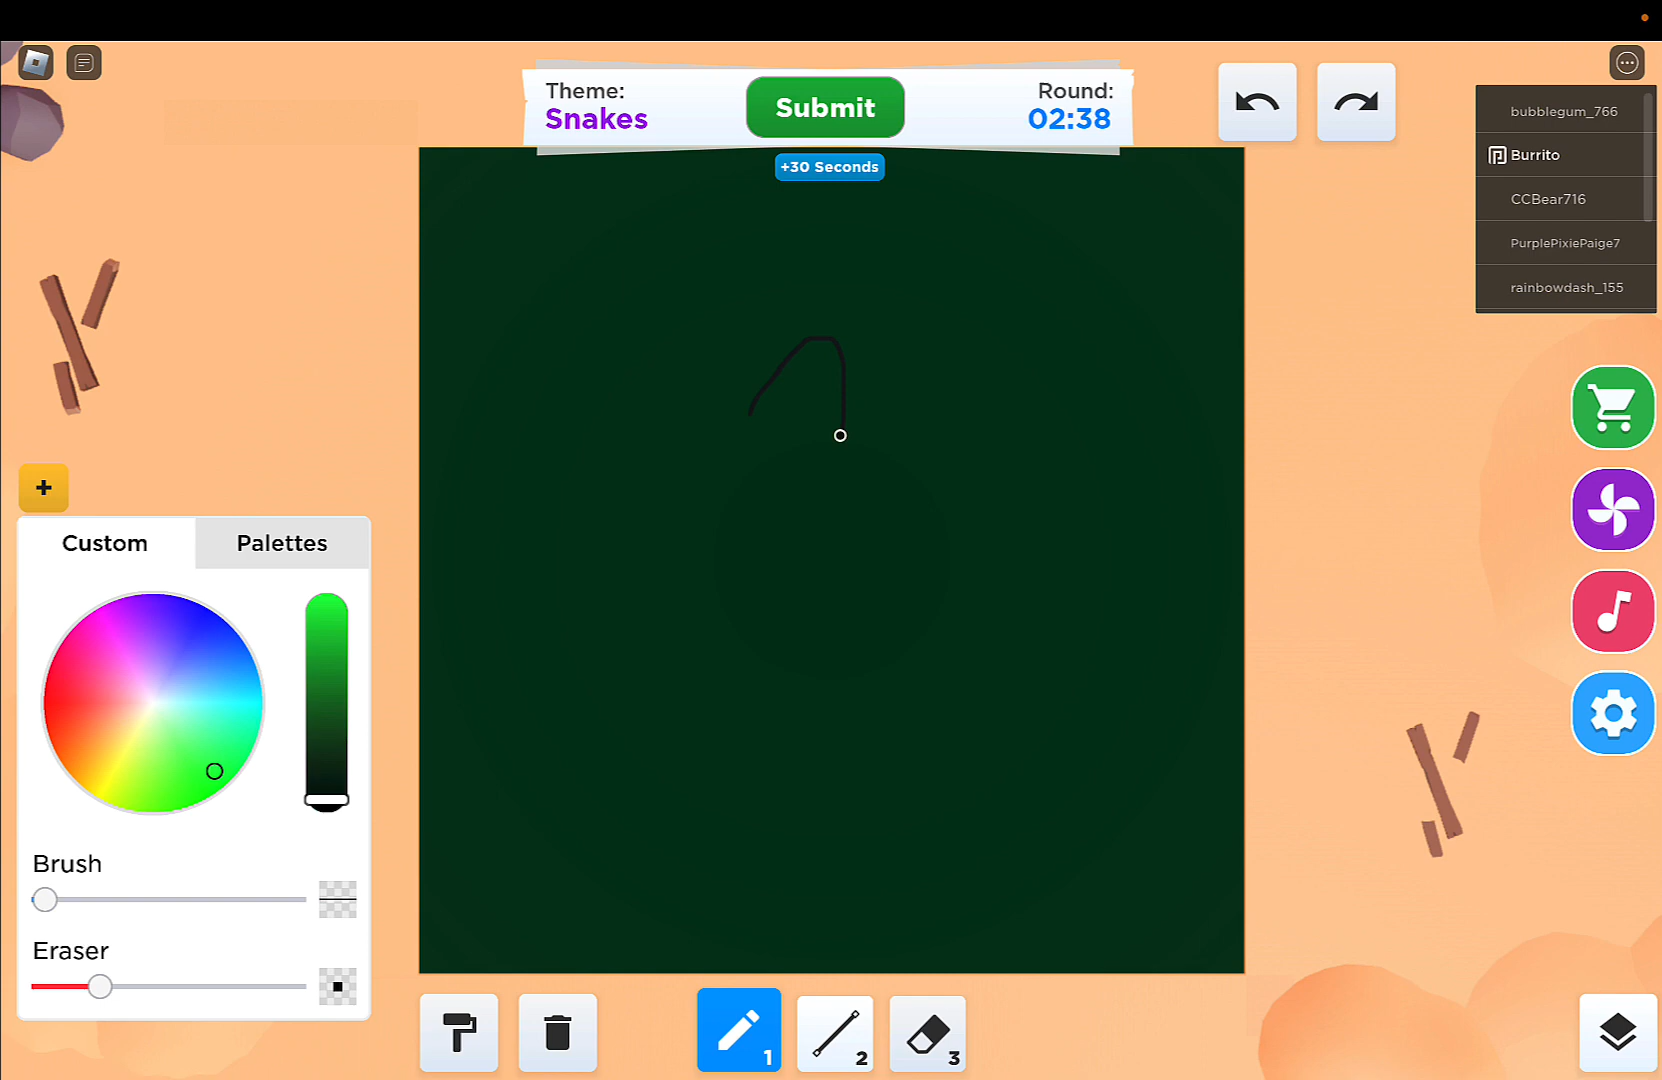 Theme:
Snakes
Submit
Round:
02:38
+30 Seconds
bubblegum_766
Burrito
CCBear716
PurplePixiePaige7
rainbowdash_155
+
Custom
Palettes
Brush
Eraser
1
2
3